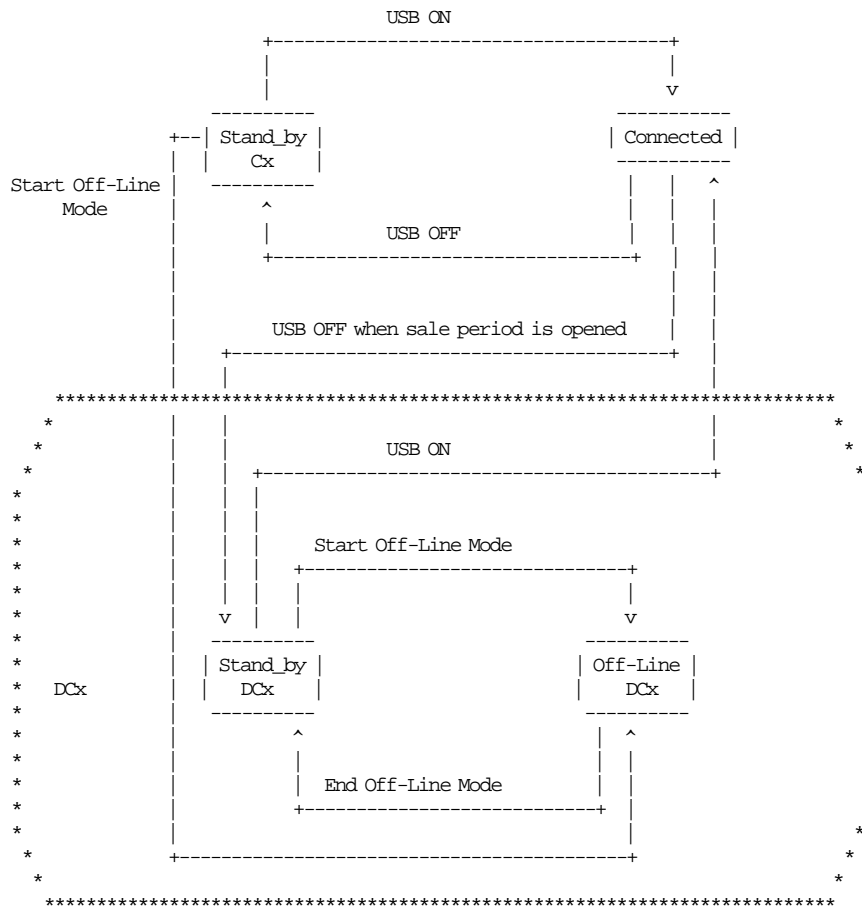 USB ON
Stand_by
Cx
Connected
Start Off-Line
Mode
USB OFF
USB OFF when sale period is opened
USB ON
Start Off-Line Mode
Stand_by
DCx
Off-Line
DCx
DCx
End Off-Line Mode